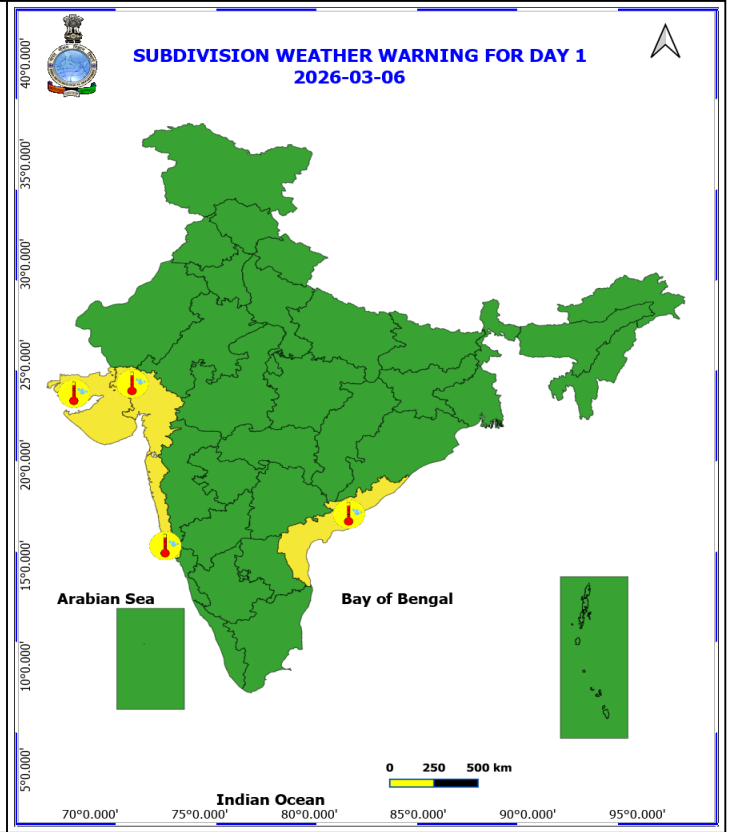 SUBDIVISION WEATHER WARNING FOR DAY 1
2026-03-06
40°0.000'
35°0.000'
30°0.000'
25°0.000'
20°0.000'
15°0.000'
10°0.000'
5°0.000'
Arabian Sea
Bay of Bengal
0 250 500 km
Indian Ocean
70°0.000' 75°0.000' 80°0.000' 85°0.000' 90°0.000' 95°0.000'